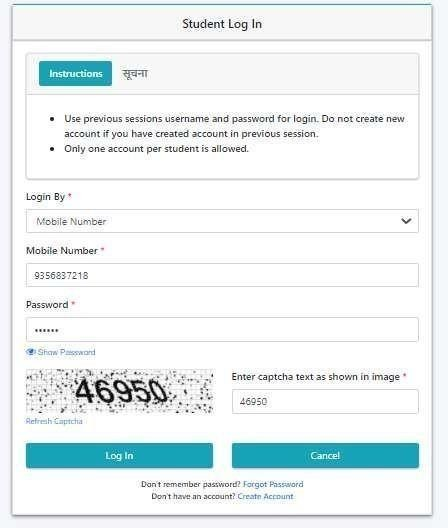 Student Log In
Instructions सूचना
• Use previous sessions username and password for login. Do not create new
account if you have created account in previous session.
• Only one account per student is allowed.
Login By *
Mobile Number
Mobile Number *
9356837218
Password *
••••••
Show Password
46950
Enter captcha text as shown in image *
46950
Refresh Captcha
Log In
Cancel
Don't remember password? Forgot Password
Don't have an account? Create Account